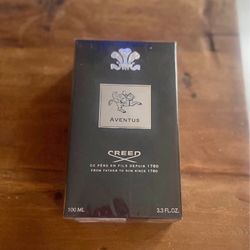 AVENTUS
CREED
DE PÈRE EN FILS DEPUIS 1760
FROM FATHER TO SON SINCE 1760
100 ML 3.3 FL.OZ.